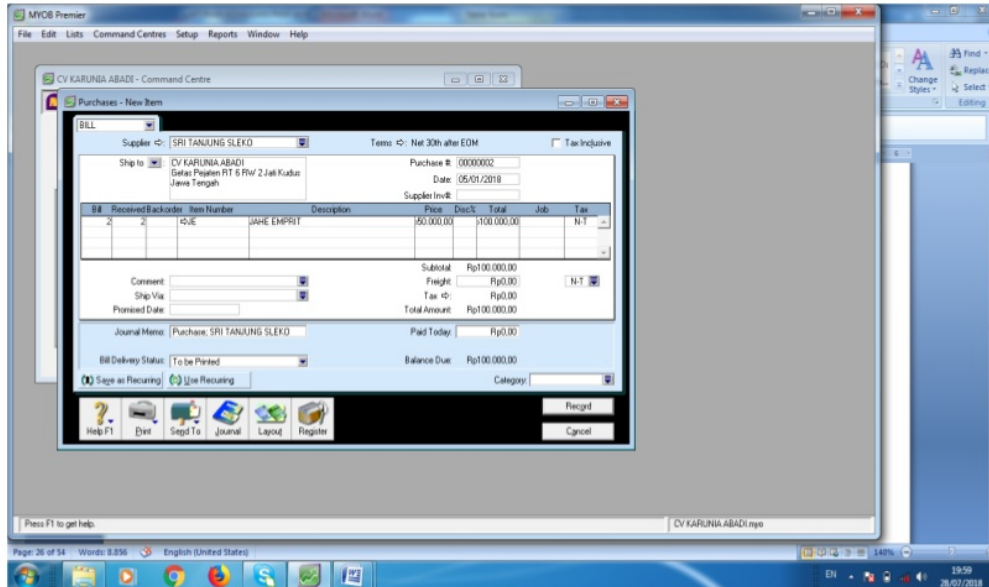 MYOB Premier
File Edit Lists Command Centres Setup Reports Window Help
Find
Replac
Change Styles
Select
Editing
CV KARUNIA ABADI - Command Centre
Purchases - New Item
BILL
Supplier SRI TANJUNG SLEKO Terms Net 30th after EOM Tax Inclusive
Ship to CV KARUNIA ABADI Purchase #: 00000002
Getas Pejaten RT 6 RW 2 Jati Kudus
Jawa Tengah
Date: 05/01/2018
Supplier Inv#:
Bill Received Backorder Item Number Description Price Disc% Total Job Tax
2 2 JE JAHE EMPRIT 50.000,00 100.000,00 N-T
Subtotal: Rp100.000,00
Comment: Freight: Rp0,00 N-T
Ship Via: Tax : Rp0,00
Promised Date: Total Amount: Rp100.000,00
Journal Memo: Purchase; SRI TANJUNG SLEKO Paid Today: Rp0,00
Bill Delivery Status: To be Printed Balance Due: Rp100.000,00
Save as Recurring Use Recurring Category:
Help F1 Print Send To Journal Layout Register
Record
Cancel
Press F1 to get help. CV KARUNIA ABADI.myo
Page: 26 of 54 Words: 8.856 English (United States) 140%
EN 19:59
28/07/2018